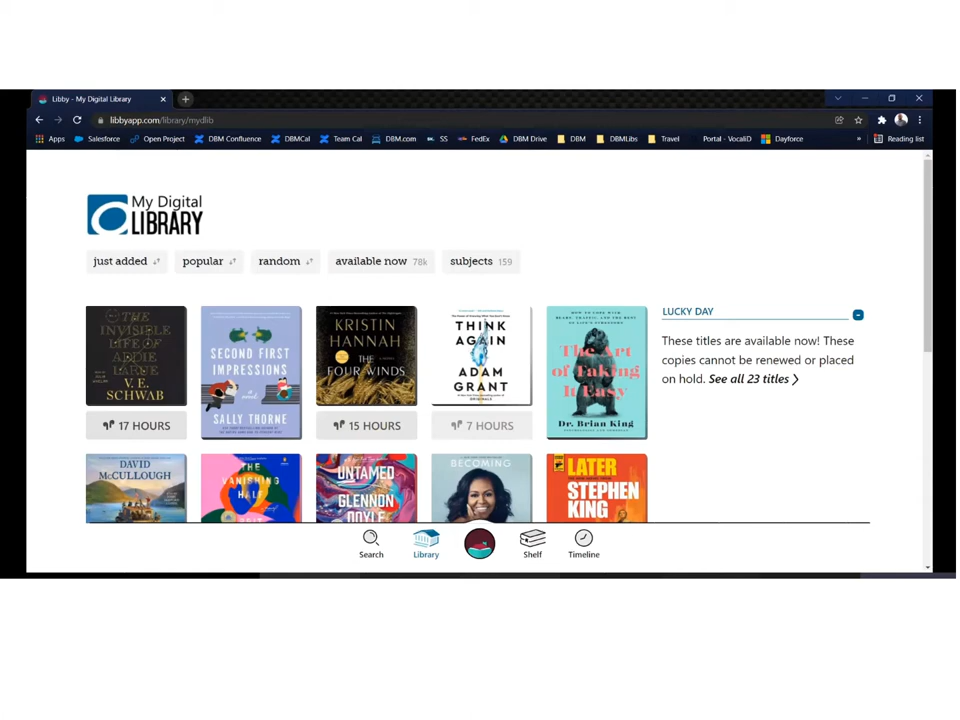 Libby - My Digital Library
libbyapp.com/library/mydlib
Apps Salesforce Open Project DBM Confluence DBMCal Team Cal DBM.com SS FedEx DBM Drive DBM DBMLibs Travel Portal - VocaliD Dayforce » Reading list
My Digital
LIBRARY
just added popular random available now 78k subjects 159
THE
INVISIBLE
LIFE OF
ADDIE
LARUE
V. E.
SCHWAB
SECOND FIRST
IMPRESSIONS
a novel
SALLY THORNE
KRISTIN
HANNAH
THE
FOUR WINDS
THINK
AGAIN
ADAM
GRANT
The Art
of Taking
It Easy
Dr. Brian King
LUCKY DAY
These titles are available now! These
copies cannot be renewed or placed
on hold. See all 23 titles
17 HOURS
15 HOURS
7 HOURS
DAVID
McCULLOUGH
THE
VANISHING
HALF
UNTAMED
GLENNON
DOYLE
BECOMING
LATER
STEPHEN
KING
Search Library Shelf Timeline